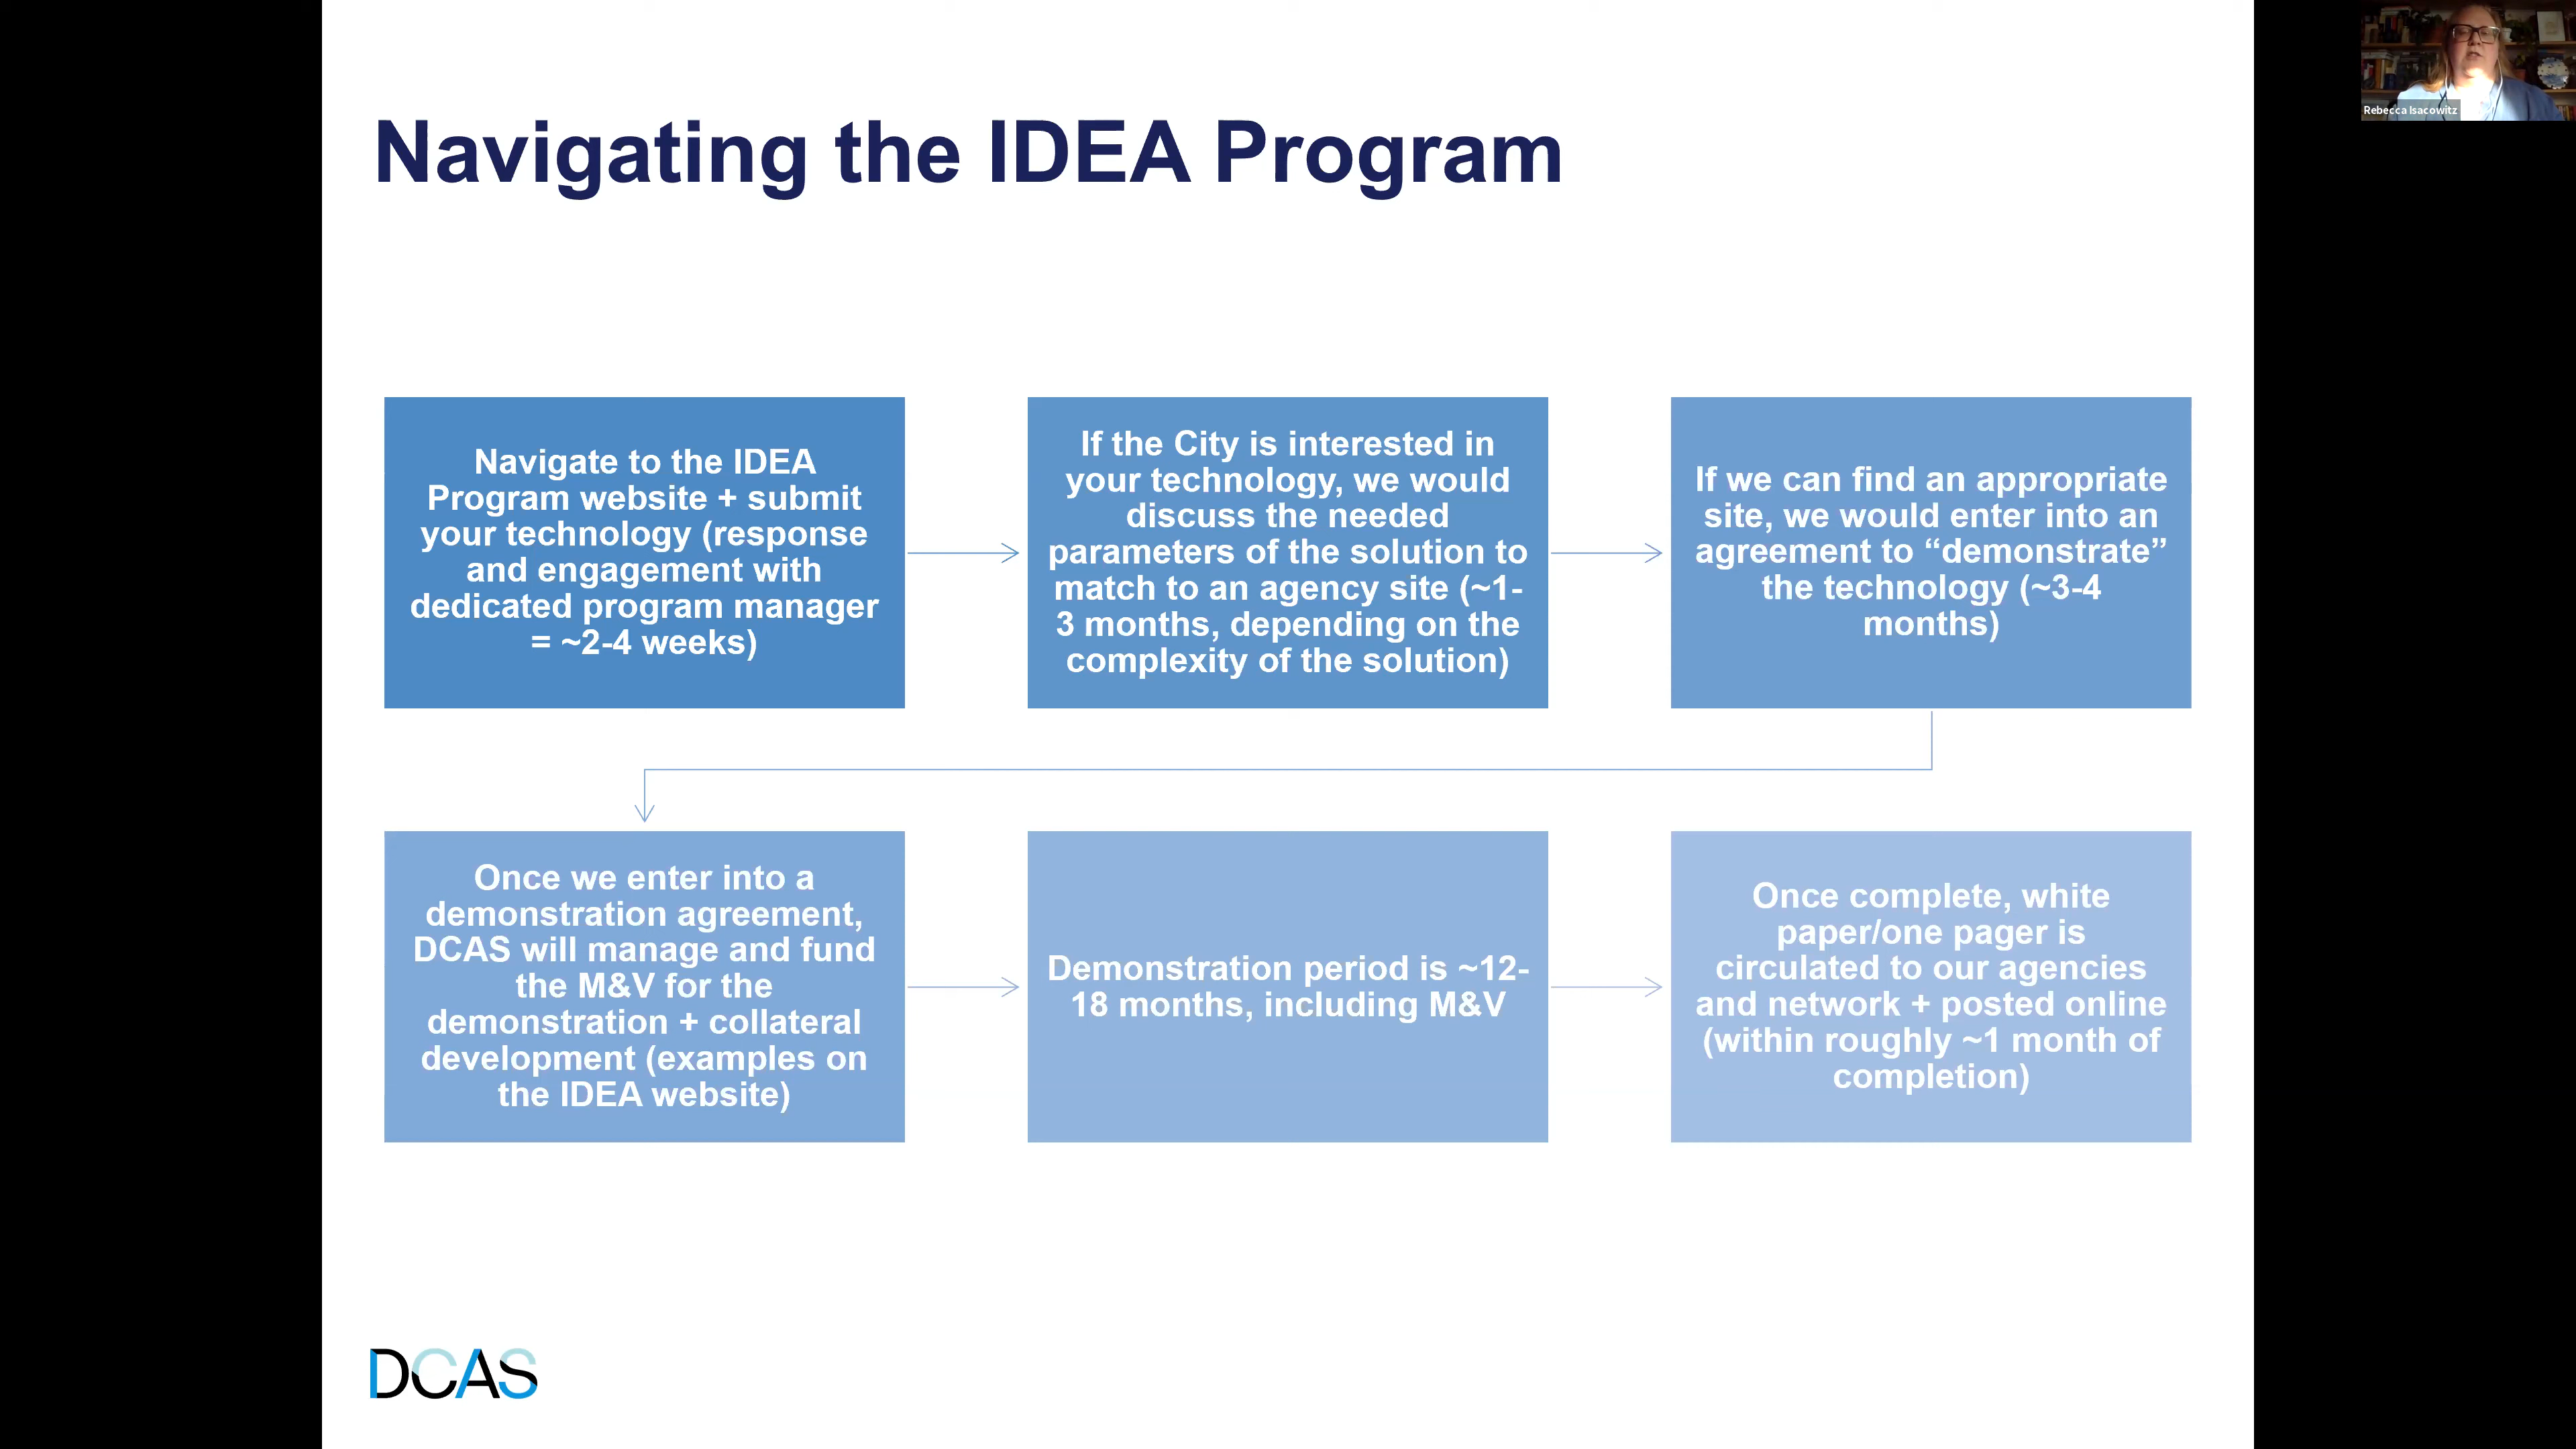 Rebecca Isacowitz
Navigating the IDEA Program
Navigate to the IDEA
Program website + submit
your technology (response
and engagement with
dedicated program manager
= ~2-4 weeks)
If the City is interested in
your technology, we would
discuss the needed
parameters of the solution to
match to an agency site (~1-
3 months, depending on the
complexity of the solution)
If we can find an appropriate
site, we would enter into an
agreement to “demonstrate”
the technology (~3-4
months)
Once we enter into a
demonstration agreement,
DCAS will manage and fund
the M&V for the
demonstration + collateral
development (examples on
the IDEA website)
Demonstration period is ~12-
18 months, including M&V
Once complete, white
paper/one pager is
circulated to our agencies
and network + posted online
(within roughly ~1 month of
completion)
DCAS